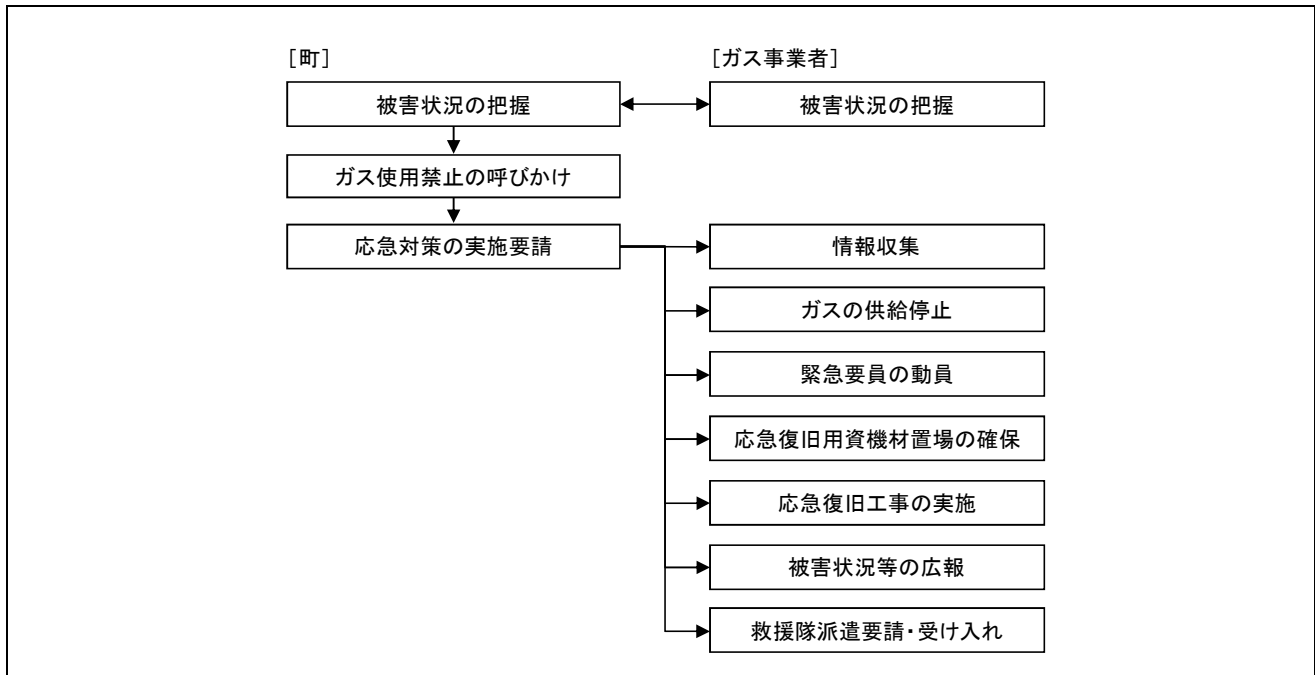 [町]
[ガス事業者]
被害状況の把握
被害状況の把握
ガス使用禁止の呼びかけ
応急対策の実施要請
情報収集
ガスの供給停止
緊急要員の動員
応急復旧用資機材置場の確保
応急復旧工事の実施
被害状況等の広報
救援隊派遣要請・受け入れ